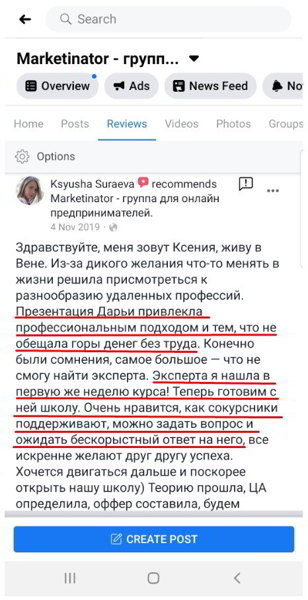 Search
Marketinator - групп...
Overview
Ads
News Feed
No
Home
Posts
Reviews
Videos
Photos
Groups
Options
Ksyusha Suraeva recommends
Marketinator - группа для онлайн
предпринимателей.
4 Nov 2019 ·
Здравствуйте, меня зовут Ксения, живу в
Вене. Из-за дикого желания что-то менять в
жизни решила присмотреться к
разнообразию удаленных профессий.
Презентация Дарьи привлекла
профессиональным подходом и тем, что не
обещала горы денег без труда. Конечно
были сомнения, самое большое — что не
смогу найти эксперта. Эксперта я нашла в
первую же неделю курса! Теперь готовим с
ней школу. Очень нравится, как сокурсники
поддерживают, можно задать вопрос и
ожидать бескорыстный ответ на него, все
искренне желают друг другу успеха.
Хочется двигаться дальше и поскорее
открыть нашу школу) Теорию прошла, ЦА
определила, оффер составила, будем
CREATE POST